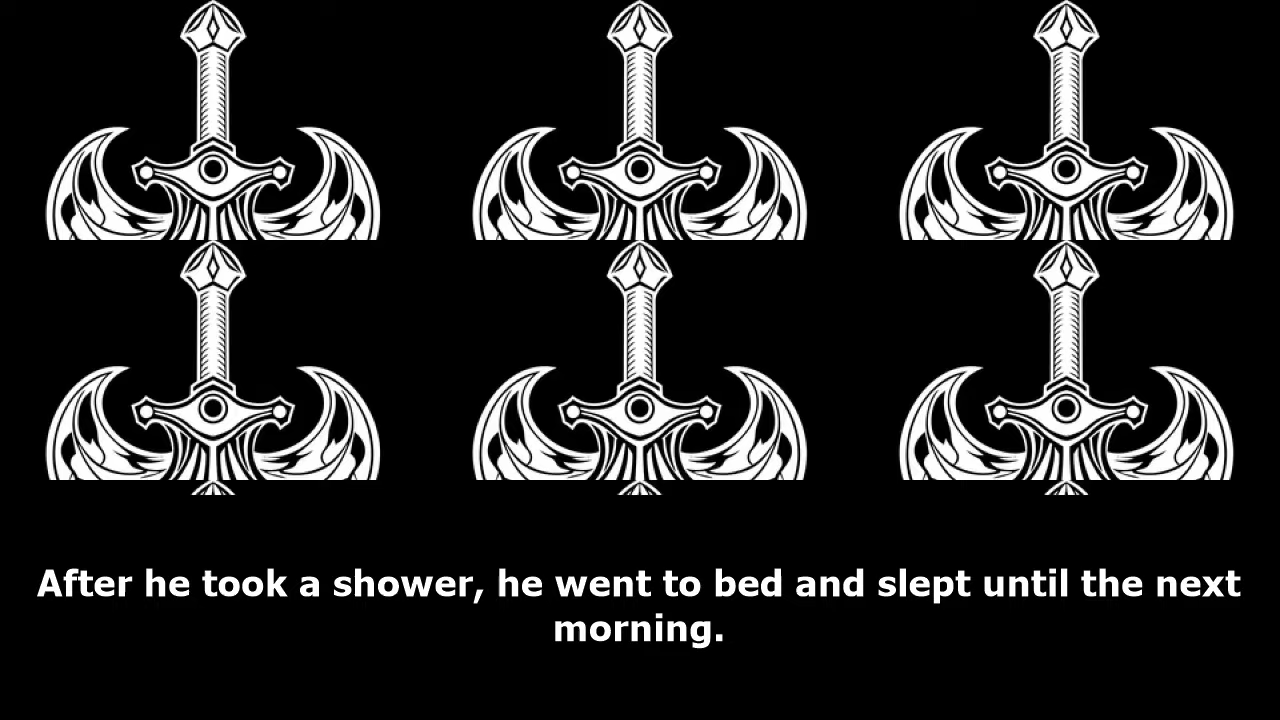 After he took a shower, he went to bed and slept until the next
morning.